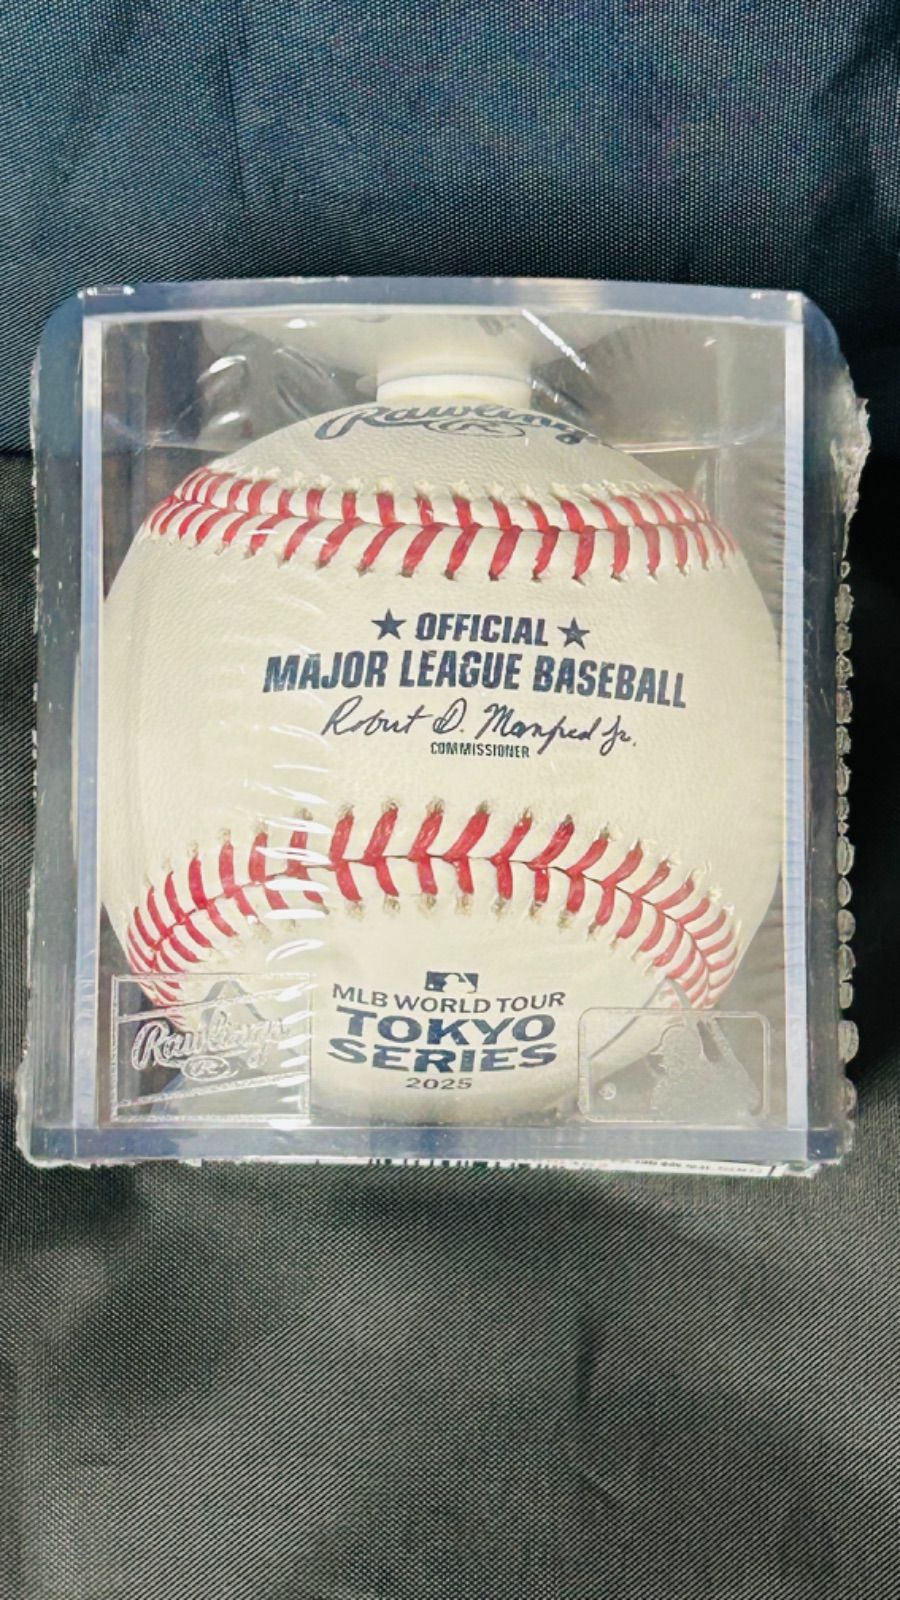 Rawlings
R
★ OFFICIAL ★
MAJOR LEAGUE BASEBALL
Robert D. Manfred Jr.
COMMISSIONER
MLB WORLD TOUR
TOKYO
SERIES
2025
Rawlings
R